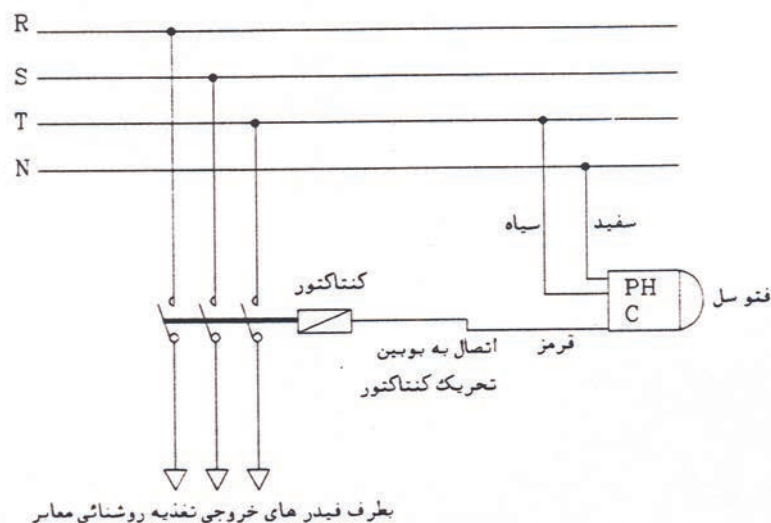 R
S
T
N
سیاه
سفید
کنتاکتور
PH
C
فتو سل
اتصال به بوبین
تحریک کنتاکتور
قرمز
بطرف فیدر های خروجی تغذیه روشنائی معابر